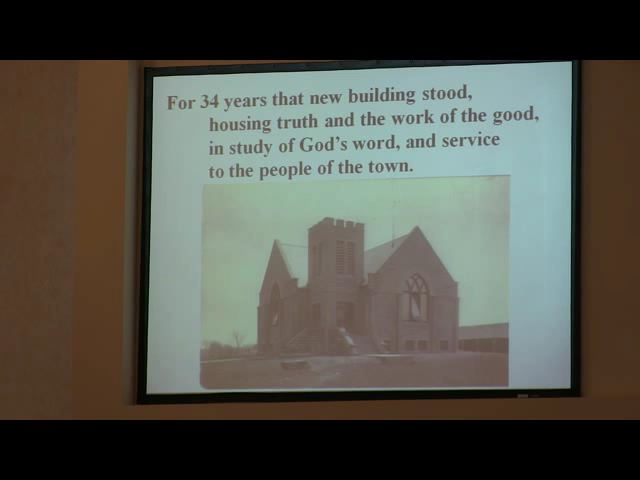 For 34 years that new building stood,
housing truth and the work of the good,
in study of God's word, and service
to the people of the town.